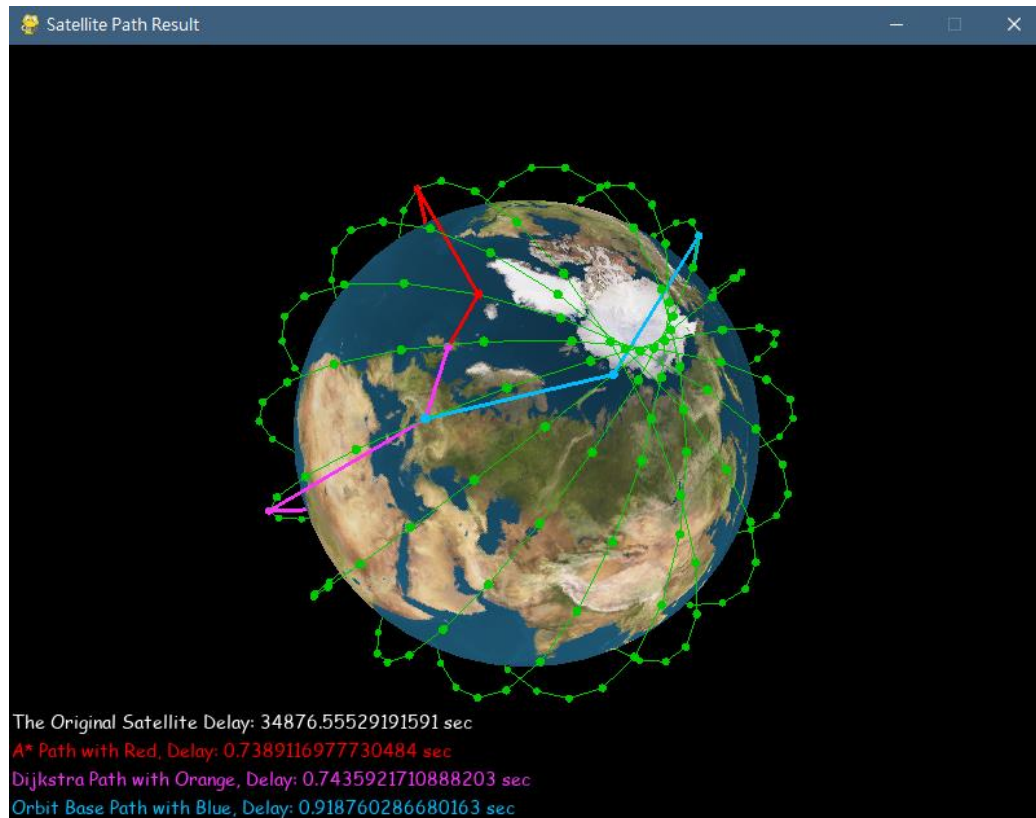 Satellite Path Result
The Original Satellite Delay: 34876.55529191591 sec
A* Path with Red, Delay: 0.7389116977730484 sec
Dijkstra Path with Orange, Delay: 0.7435921710888203 sec
Orbit Base Path with Blue, Delay: 0.918760286680163 sec